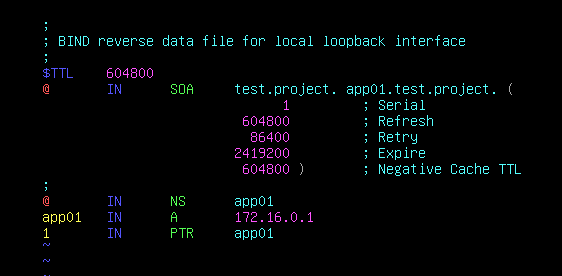 ;
; BIND reverse data file for local loopback interface
;
$TTL    604800
@       IN      SOA     test.project. app01.test.project. (
                              1         ; Serial
                         604800         ; Refresh
                          86400         ; Retry
                        2419200         ; Expire
                         604800 )       ; Negative Cache TTL
;
@       IN      NS      app01
app01   IN      A       172.16.0.1
1       IN      PTR     app01
~
~